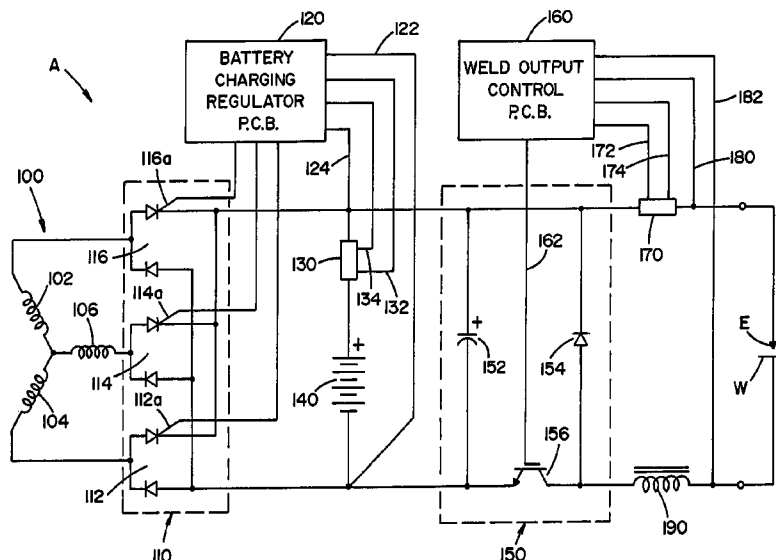 120
122
160
A
BATTERY
CHARGING
REGULATOR
P.C.B.
WELD OUTPUT
CONTROL
P.C.B.
182
116a
124
172
174
180
100
116
130
170
162
102
114a
134
132
106
+
+
E
114
152
154
W
104
112a
140
156
112
190
110
150